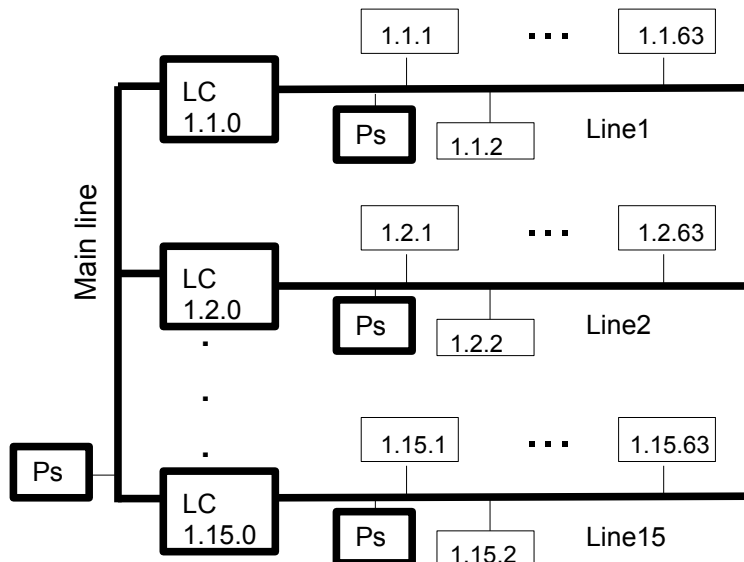 1.1.1
. . .
1.1.63
LC
1.1.0
Ps
1.1.2
Line1
Main line
1.2.1
. . .
1.2.63
LC
1.2.0
Ps
1.2.2
Line2
.
.
.
1.15.1
. . .
1.15.63
Ps
LC
1.15.0
Ps
1.15.2
Line15